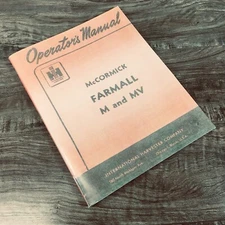 Operator's Manual
McCORMICK
FARMALL
M and MV
INTERNATIONAL HARVESTER COMPANY